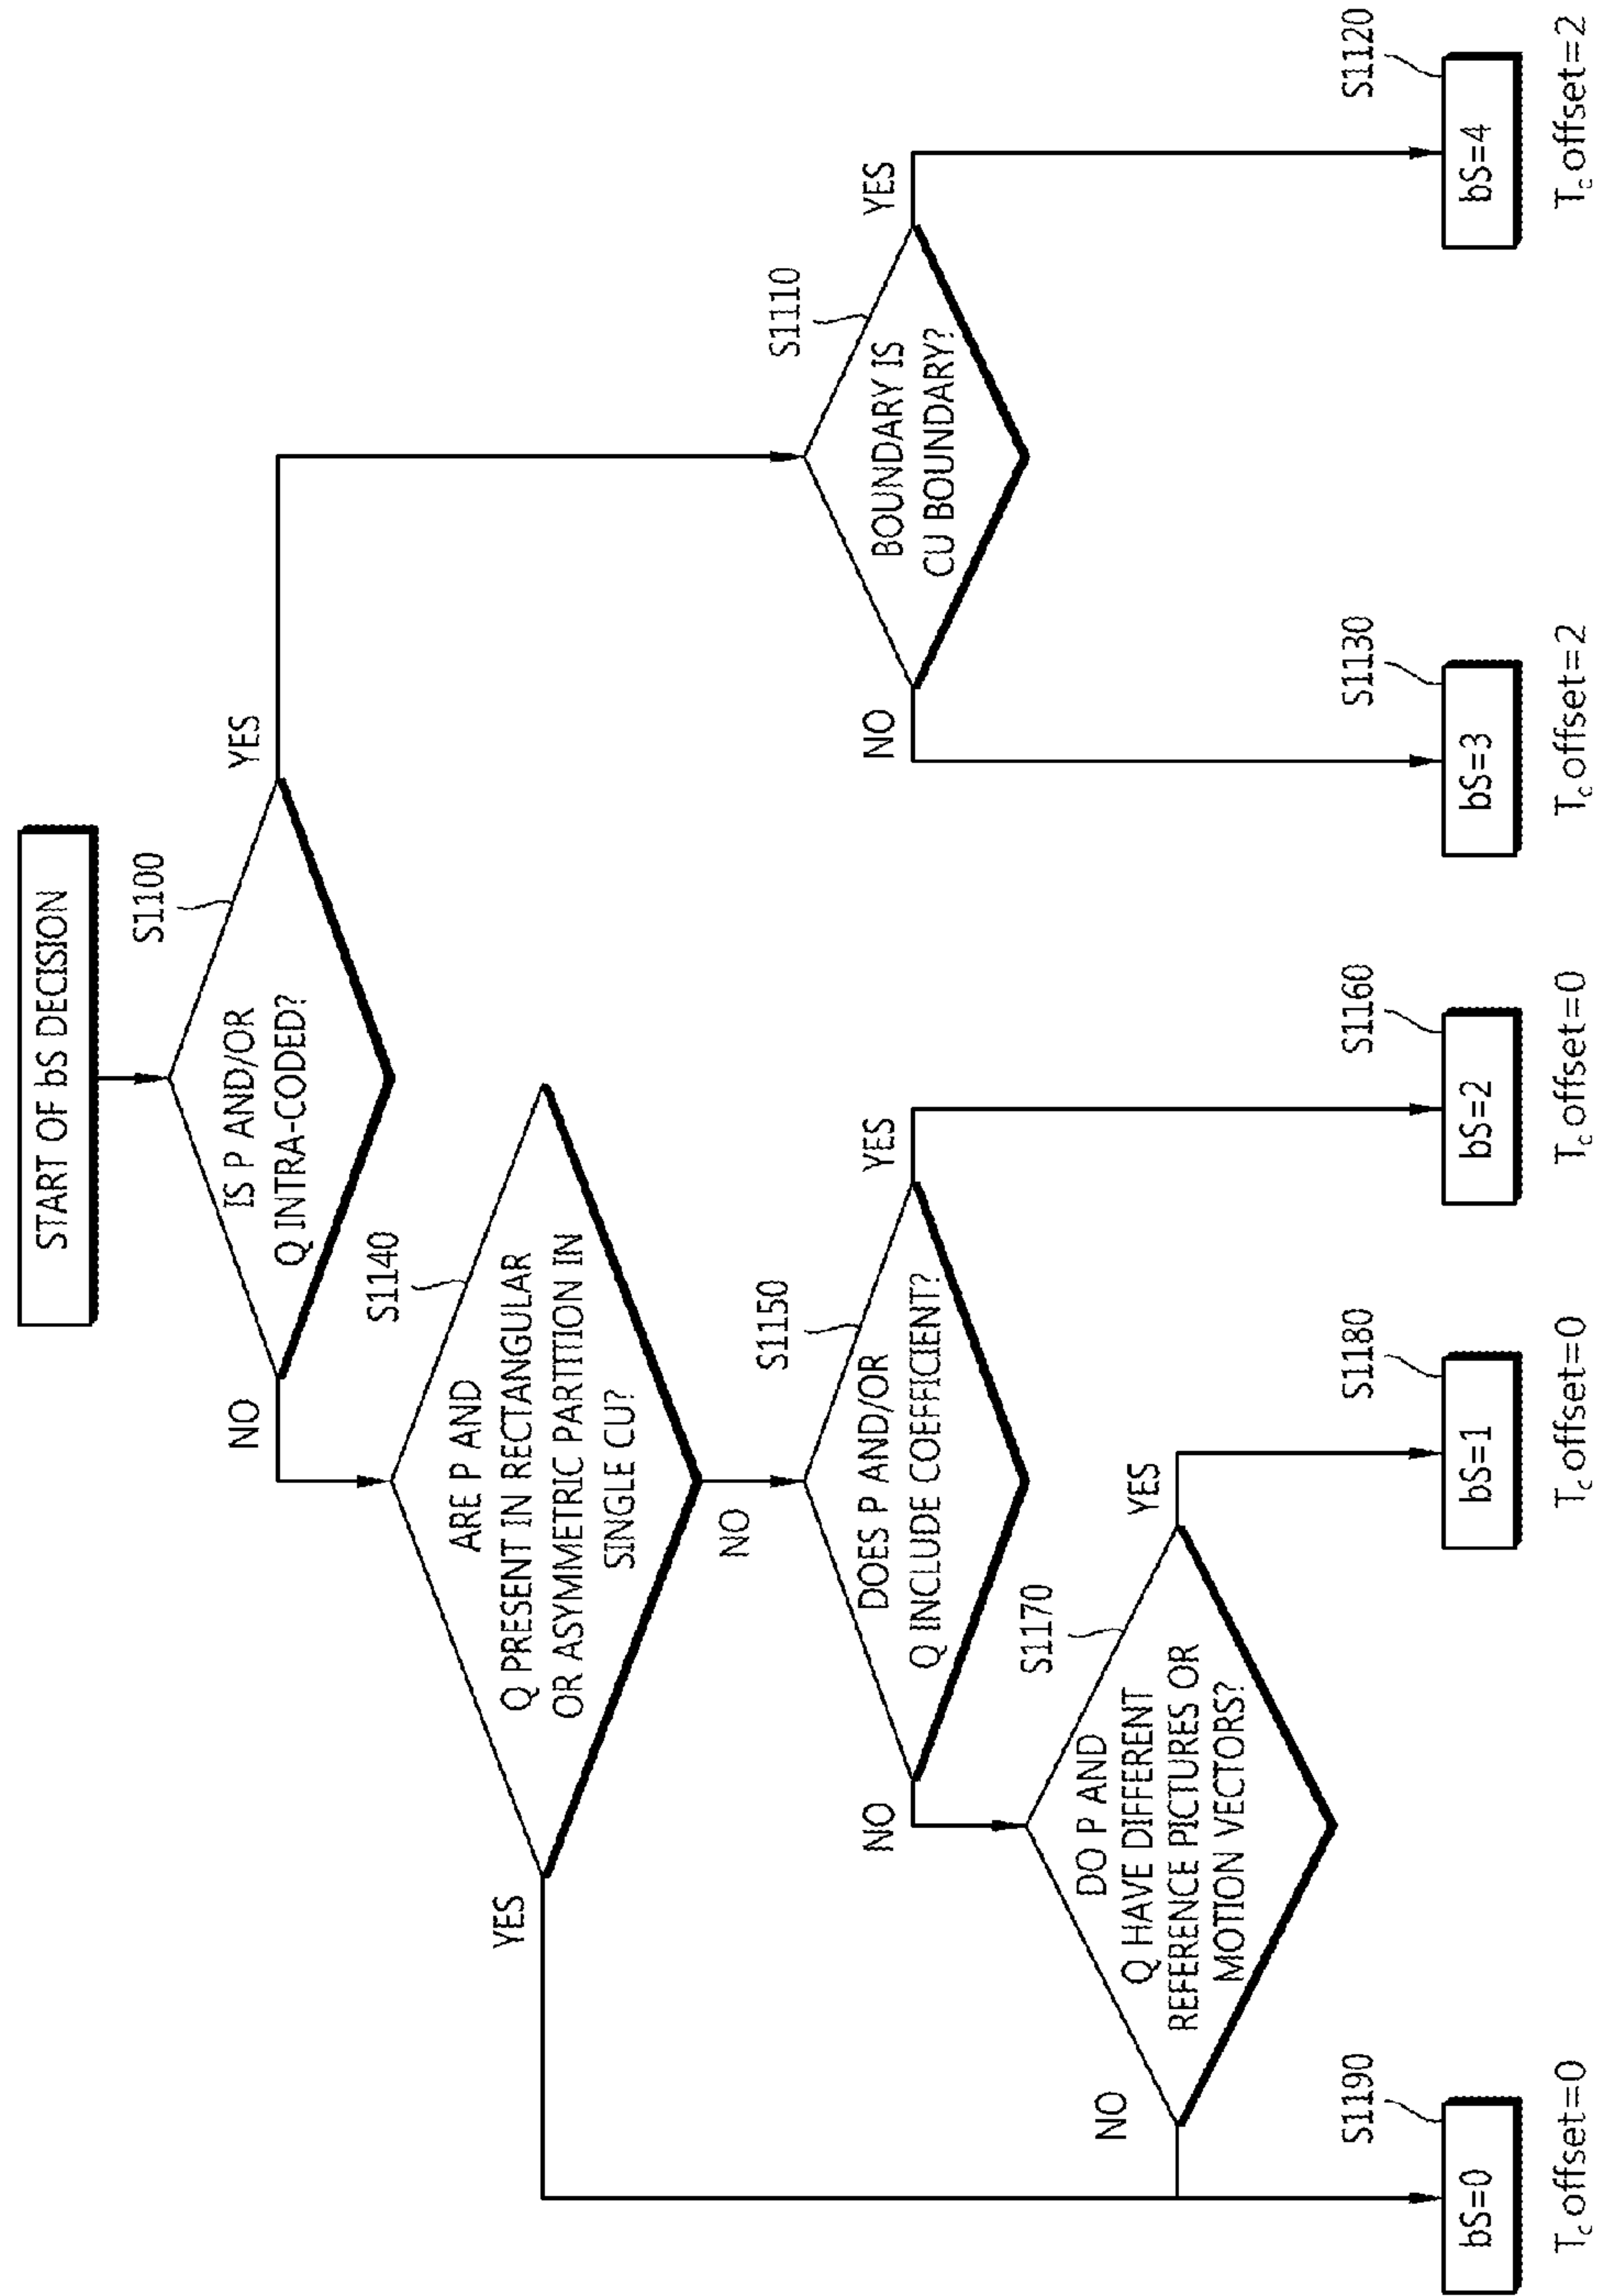 START OF bS DECISION
S1100
IS P AND/OR
Q INTRA-CODED?
NO
YES
S1140
ARE P AND
Q PRESENT IN RECTANGULAR
OR ASYMMETRIC PARTITION IN
SINGLE CU?
YES
NO
S1110
BOUNDARY IS
CU BOUNDARY?
NO
YES
S1150
DOES P AND/OR
Q INCLUDE COEFFICIENT?
NO
YES
S1170
DO P AND
Q HAVE DIFFERENT
REFERENCE PICTURES OR
MOTION VECTORS?
NO
YES
S1190
bS=0
Tc offset=0
S1180
bS=1
Tc offset=0
S1160
bS=2
Tc offset=0
S1130
bS=3
Tc offset=2
S1120
bS=4
Tc offset=2